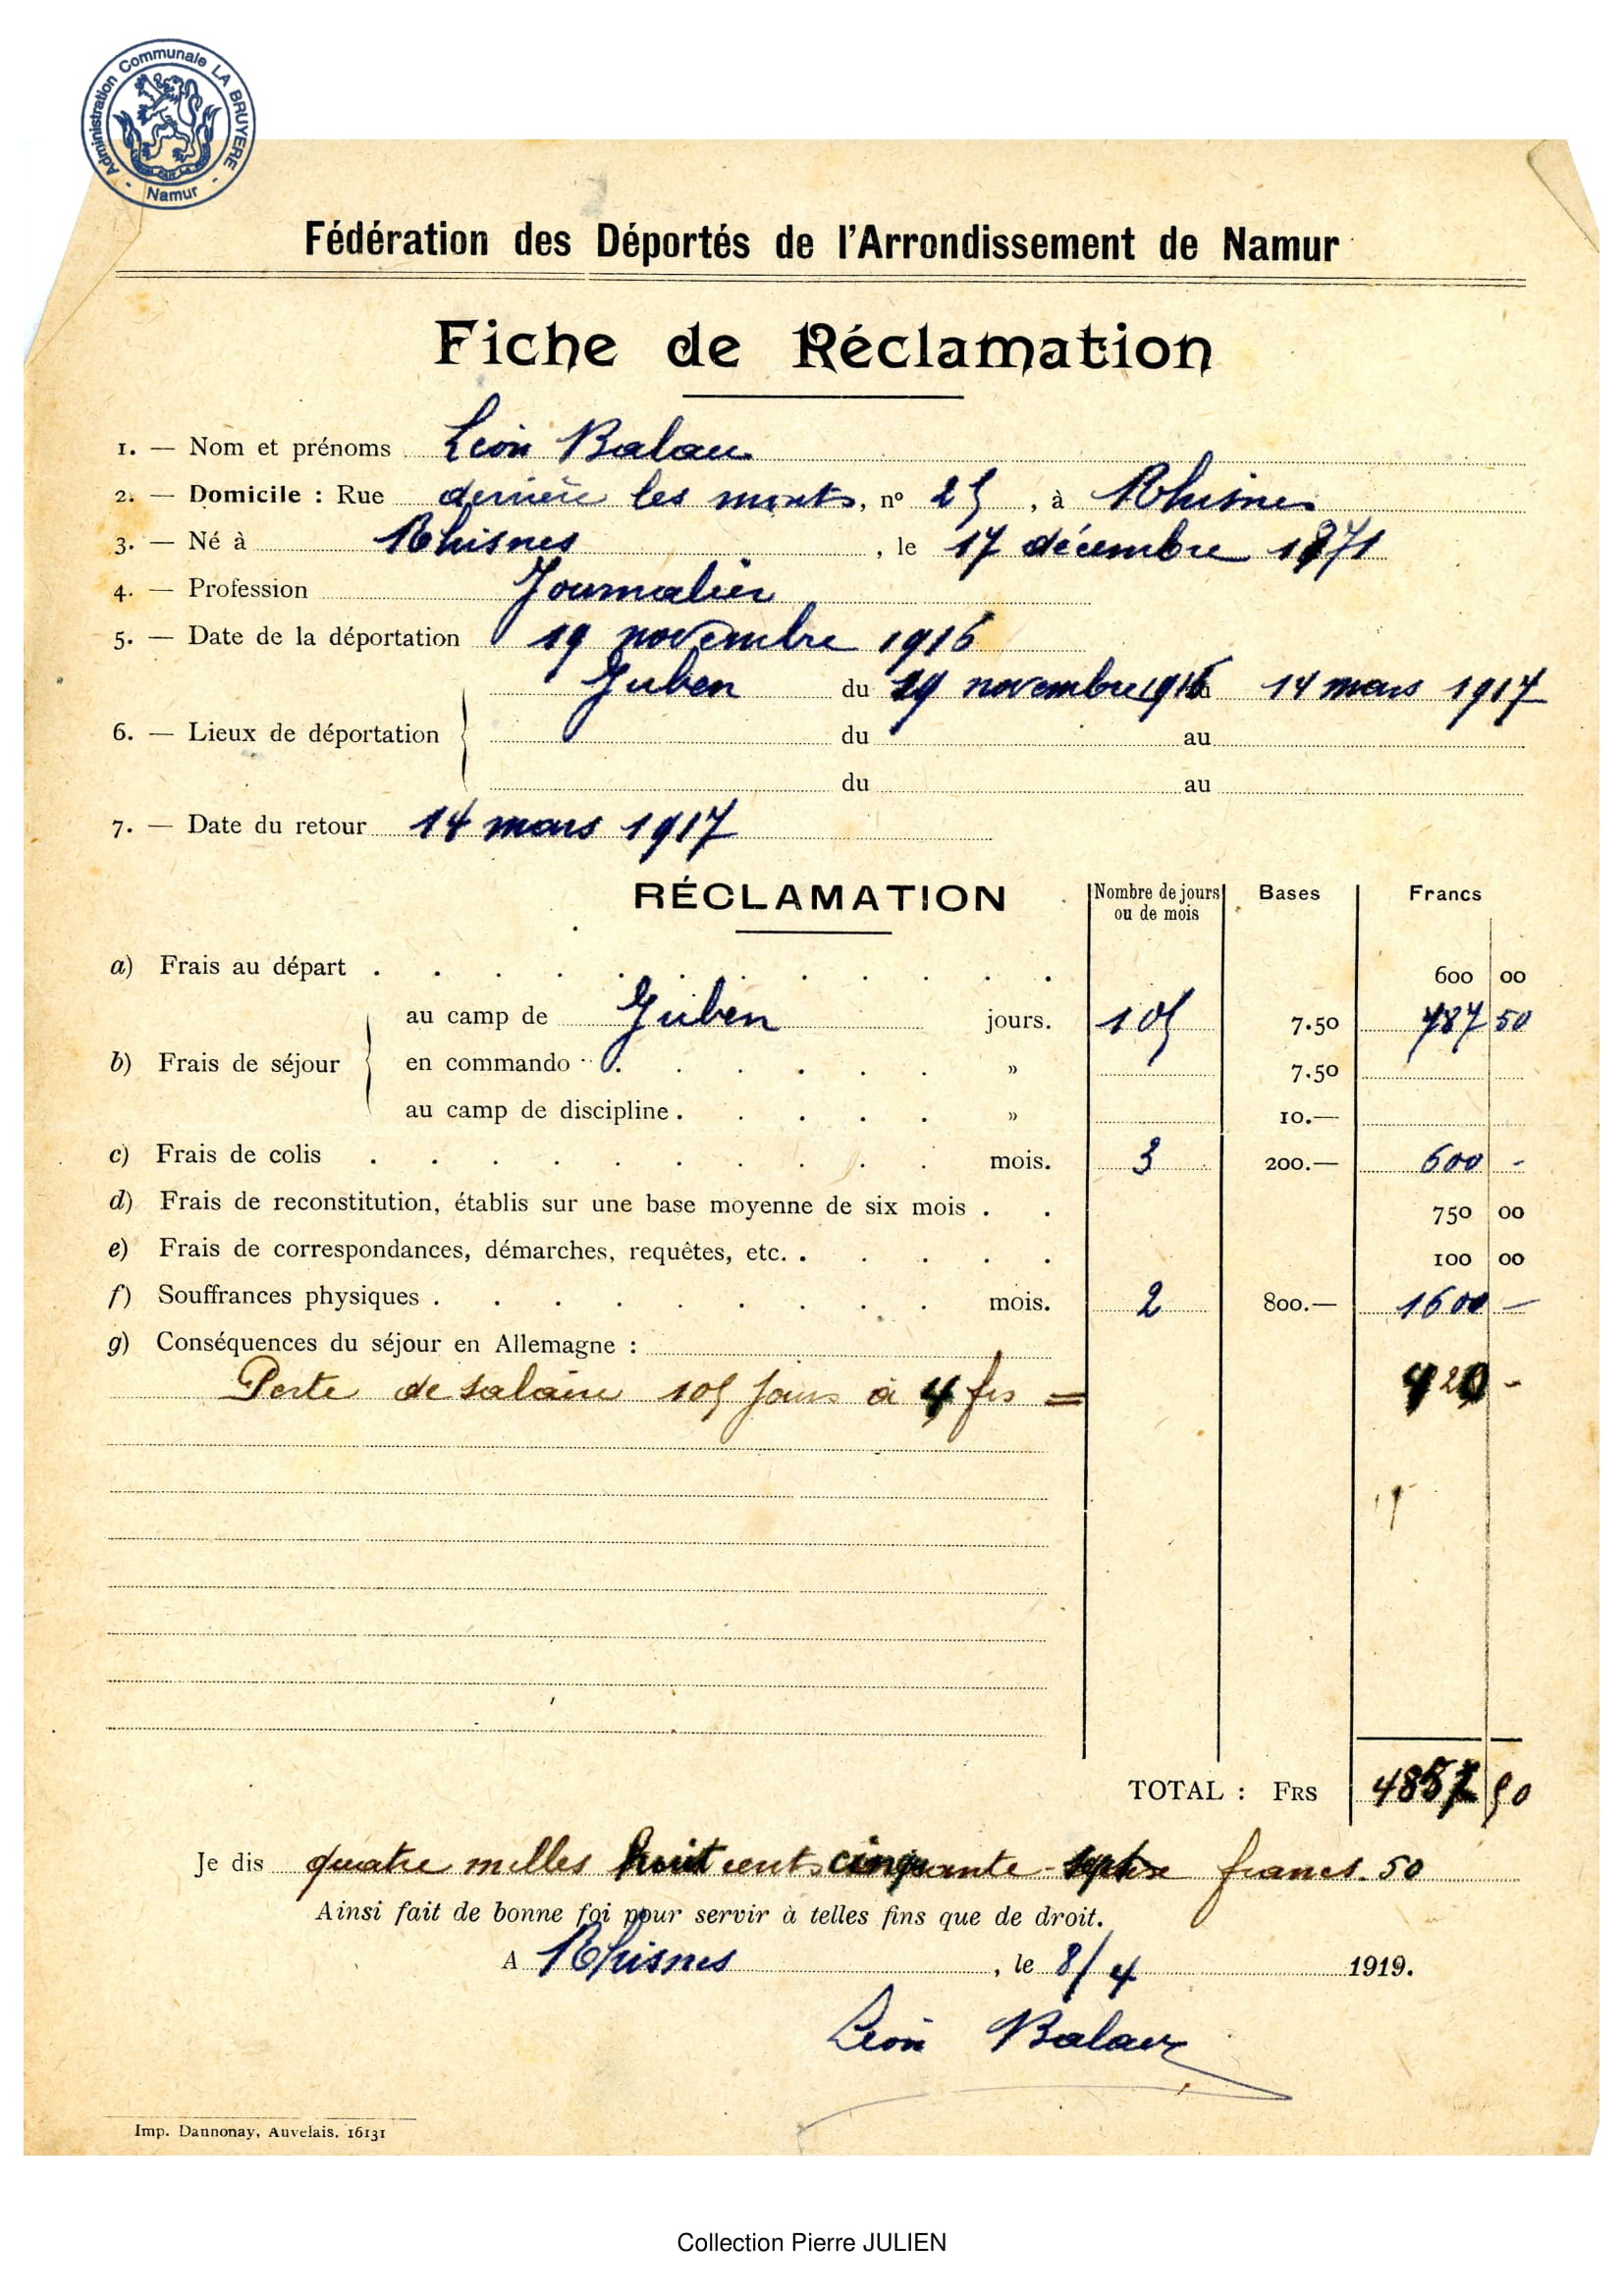 Administration Communale LA BRUYERE - Namur -
Fédération des Déportés de l'Arrondissement de Namur
Fiche de Réclamation
1. — Nom et prénoms Léon Balau
2. — Domicile : Rue derrière les monts, nº 25, à Rhisnes
3. — Né à Rhisnes, le 17 décembre 1871
4. — Profession Journalier
5. — Date de la déportation 19 novembre 1916
Guben du 29 novembre 1916 14 mars 1917
6. — Lieux de déportation du au
du au
7. — Date du retour 14 mars 1917
RÉCLAMATION Nombre de jours ou de mois Bases Francs
a) Frais au départ . . . . . . . . . . . . 600 00
au camp de Guben jours. 105 7.50 787 50
b) Frais de séjour en commando . . . . . . » 7.50
au camp de discipline . . . . . » 10.—
c) Frais de colis . . . . . . . . . . mois. 3 200.— 600 -
d) Frais de reconstitution, établis sur une base moyenne de six mois . . 750 00
e) Frais de correspondances, démarches, requêtes, etc. . . . . . 100 00
f) Souffrances physiques . . . . . . . . . mois. 2 800.— 1600 —
g) Conséquences du séjour en Allemagne :
Perte de salaire 105 jours à 4 frs = 420 -
TOTAL : FRS 4857 50
Je dis quatre milles huit cents cinquante-sept francs. 50
Ainsi fait de bonne foi pour servir à telles fins que de droit.
A Rhisnes, le 8/4 1919.
Léon Balau
Imp. Dannonay, Auvelais. 16131
Collection Pierre JULIEN